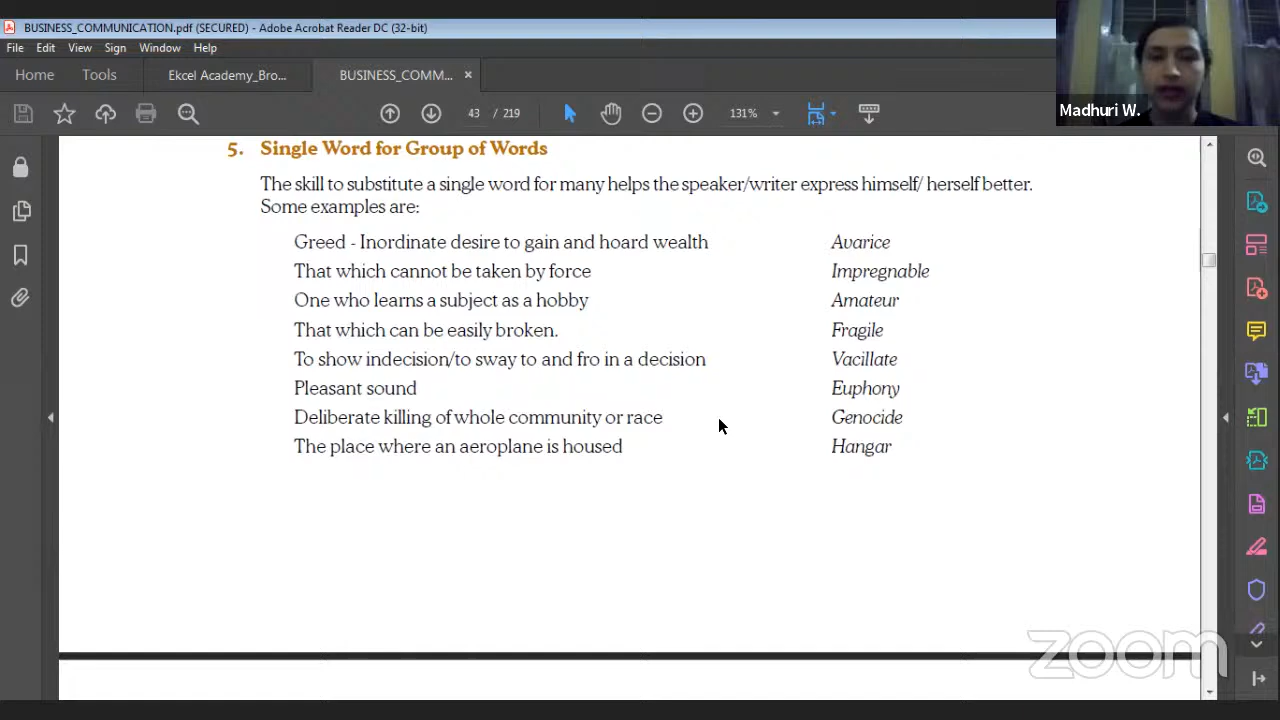 BUSINESS_COMMUNICATION.pdf (SECURED) - Adobe Acrobat Reader DC (32-bit)
File Edit View Sign Window Help
Home Tools Ekcel Academy_Bro... BUSINESS_COMM... ×
43 / 219 131%
Madhuri W.
5. Single Word for Group of Words
The skill to substitute a single word for many helps the speaker/writer express himself/ herself better.
Some examples are:
Greed - Inordinate desire to gain and hoard wealth Avarice
That which cannot be taken by force Impregnable
One who learns a subject as a hobby Amateur
That which can be easily broken. Fragile
To show indecision/to sway to and fro in a decision Vacillate
Pleasant sound Euphony
Deliberate killing of whole community or race Genocide
The place where an aeroplane is housed Hangar
zoom